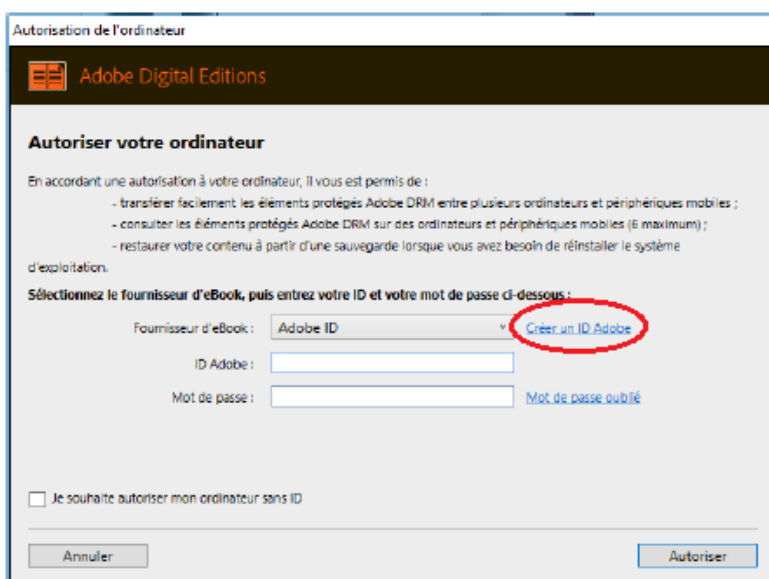 Autorisation de l'ordinateur
Adobe Digital Editions
Autoriser votre ordinateur
En accordant une autorisation à votre ordinateur, il vous est permis de :
- transférer facilement les éléments protégés Adobe DRM entre plusieurs ordinateurs et périphériques mobiles ;
- consulter les éléments protégés Adobe DRM sur des ordinateurs et périphériques mobiles (6 maximum) ;
- restaurer votre contenu à partir d'une sauvegarde lorsque vous avez besoin de réinstaller le système
d'exploitation.
Sélectionnez le fournisseur d'eBook, puis entrez votre ID et votre mot de passe ci-dessous :
Fournisseur d'eBook : Adobe ID Créer un ID Adobe
ID Adobe :
Mot de passe : Mot de passe oublié
Je souhaite autoriser mon ordinateur sans ID
Annuler Autoriser